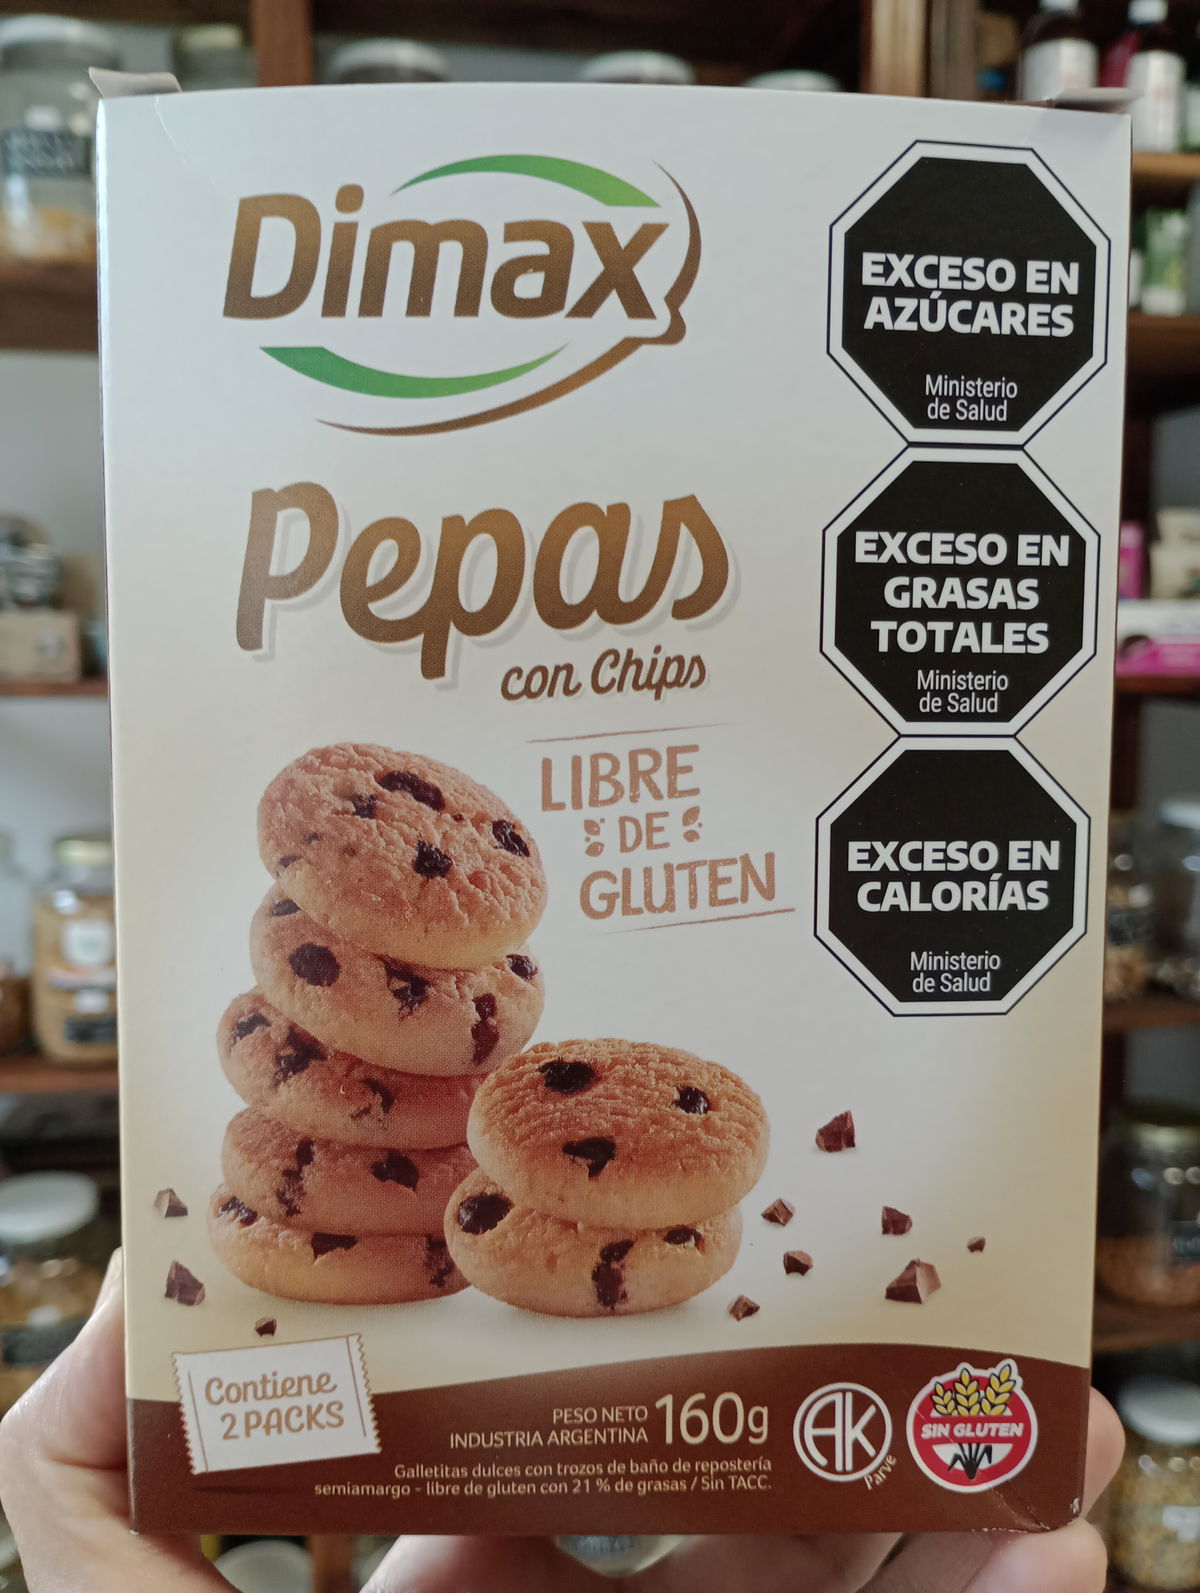 Dimax
Pepas
con Chips
LIBRE
DE
GLUTEN
EXCESO EN
AZÚCARES
Ministerio
de Salud
EXCESO EN
GRASAS
TOTALES
Ministerio
de Salud
EXCESO EN
CALORÍAS
Ministerio
de Salud
Contiene
2 PACKS
PESO NETO 160g
INDUSTRIA ARGENTINA
Galletitas dulces con trozos de baño de repostería
semiamargo - libre de gluten con 21 % de grasas / Sin TACC.
AK
Parve
SIN GLUTEN